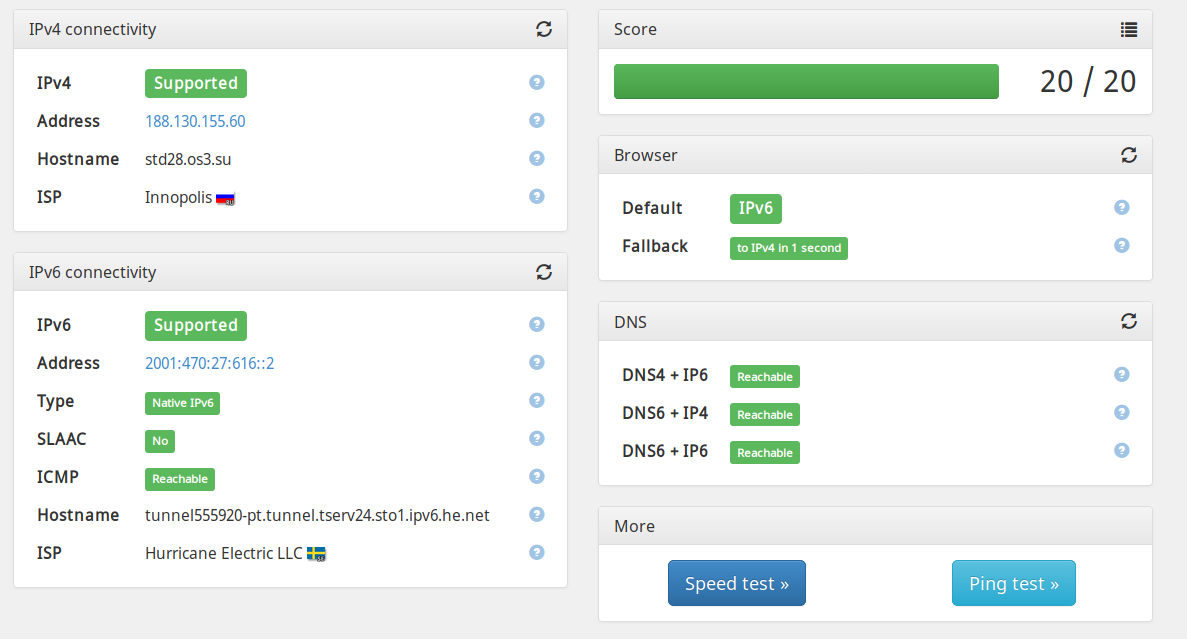 IPv4 connectivity
IPv4 Supported
Address 188.130.155.60
Hostname std28.os3.su
ISP Innopolis
IPv6 connectivity
IPv6 Supported
Address 2001:470:27:616::2
Type Native IPv6
SLAAC No
ICMP Reachable
Hostname tunnel555920-pt.tunnel.tserv24.sto1.ipv6.he.net
ISP Hurricane Electric LLC SE
Score
20 / 20
Browser
Default IPv6
Fallback to IPv4 in 1 second
DNS
DNS4 + IP6 Reachable
DNS6 + IP4 Reachable
DNS6 + IP6 Reachable
More
Speed test »
Ping test »